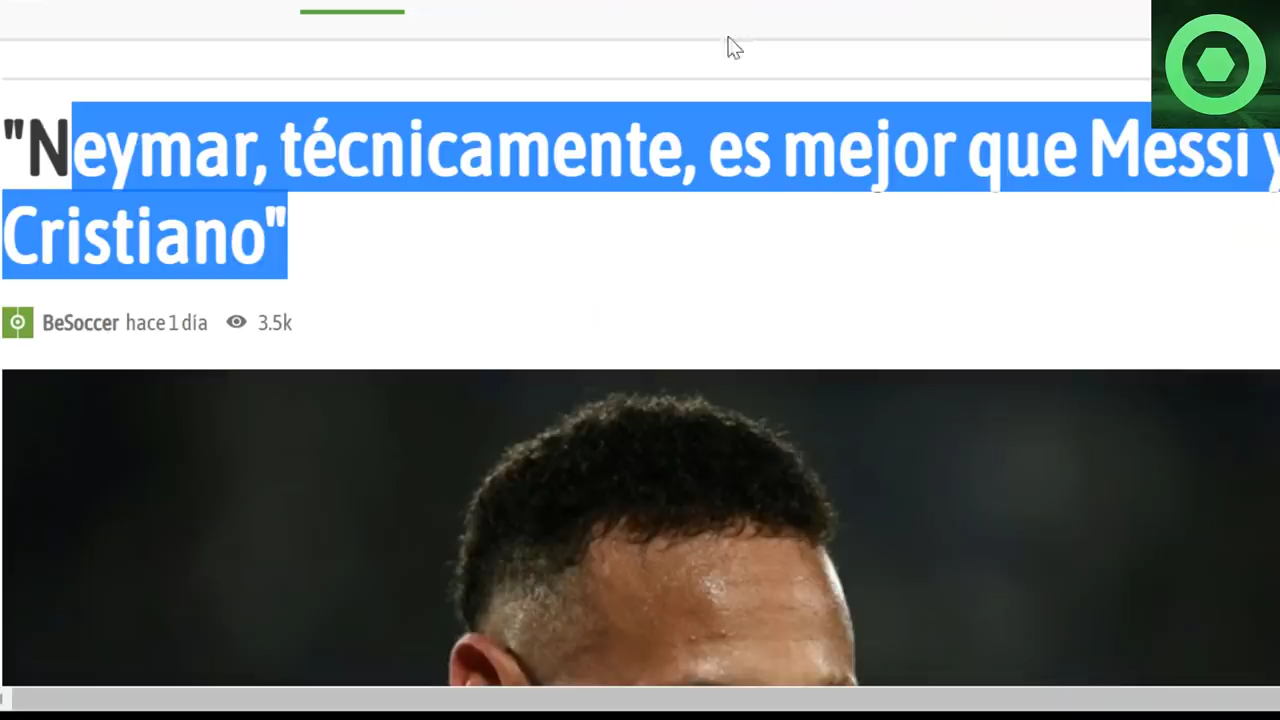 "Neymar, técnicamente, es mejor que Messi y
Cristiano"
BeSoccer hace 1 día 3.5k